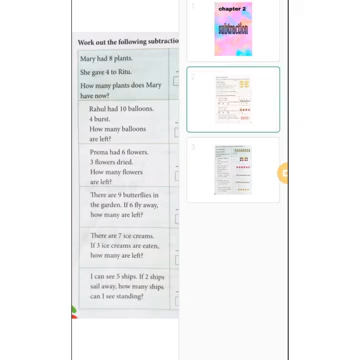 Work out the following subtractio
Mary had 8 plants.
She gave 4 to Ritu.
How many plants does Mary
have now?
Rahul had 10 balloons.
4 burst.
How many balloons
are left?
Prema had 6 flowers.
3 flowers dried.
How many flowers
are left?
There are 9 butterflies in
the garden. If 6 fly away,
how many are left?
There are 7 ice creams.
If 3 ice creams are eaten,
how many are left?
I can see 5 ships. If 2 ships
sail away, how many ships
can I see standing?
chapter 2
subtraction